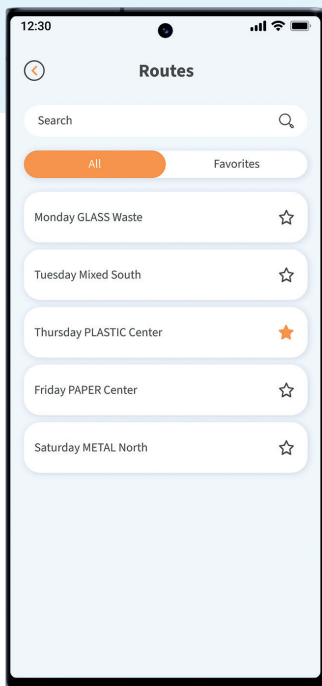 12:30
Routes
Search
All Favorites
Monday GLASS Waste
Tuesday Mixed South
Thursday PLASTIC Center
Friday PAPER Center
Saturday METAL North